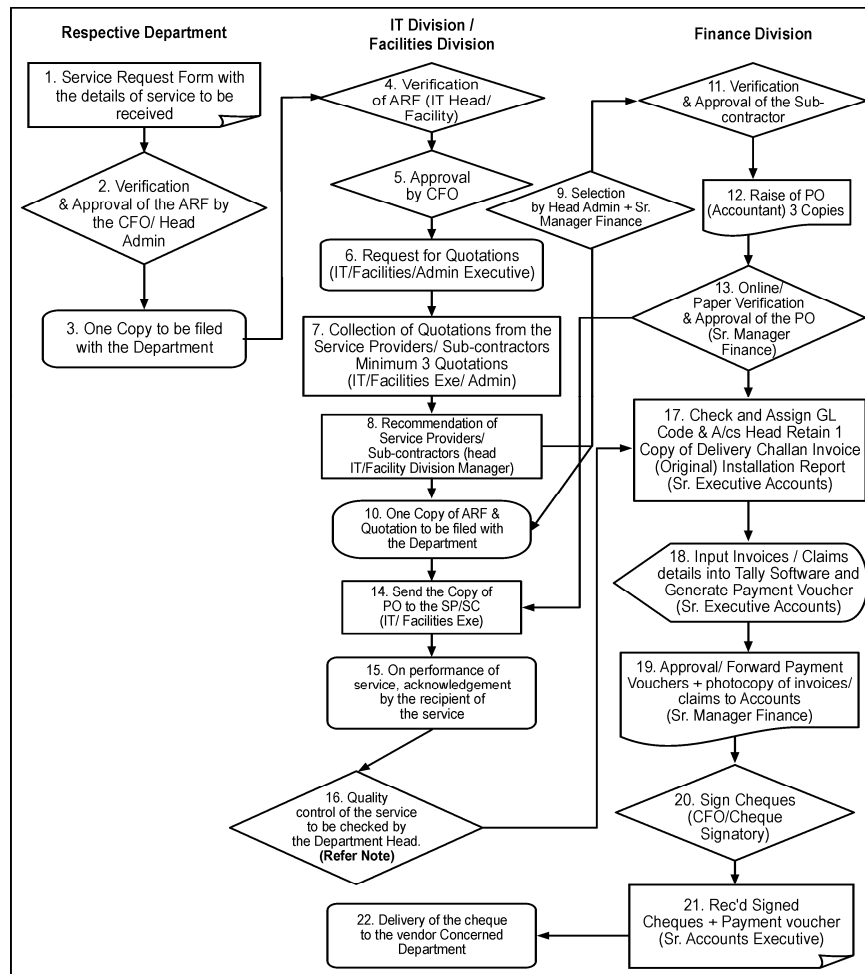 Respective Department
IT Division /
Facilities Division
Finance Division
1. Service Request Form with
the details of service to be
received
2. Verification
& Approval of the ARF by
the CFO/ Head
Admin
3. One Copy to be filed
with the Department
4. Verification
of ARF (IT Head/
Facility)
5. Approval
by CFO
6. Request for Quotations
(IT/Facilities/Admin Executive)
7. Collection of Quotations from the
Service Providers/ Sub-contractors
Minimum 3 Quotations
(IT/Facilities Exe/ Admin)
8. Recommendation of
Service Providers/
Sub-contractors (head
IT/Facility Division Manager)
9. Selection
by Head Admin + Sr.
Manager Finance
10. One Copy of ARF &
Quotation to be filed with
the Department
11. Verification
& Approval of the Sub-
contractor
12. Raise of PO
(Accountant) 3 Copies
13. Online/
Paper Verification
& Approval of the PO
(Sr. Manager
Finance)
14. Send the Copy of
PO to the SP/SC
(IT/ Facilities Exe)
15. On performance of
service, acknowledgement
by the recipient of
the service
16. Quality
control of the service
to be checked by
the Department Head.
(Refer Note)
17. Check and Assign GL
Code & A/cs Head Retain 1
Copy of Delivery Challan Invoice
(Original) Installation Report
(Sr. Executive Accounts)
18. Input Invoices / Claims
details into Tally Software and
Generate Payment Voucher
(Sr. Executive Accounts)
19. Approval/ Forward Payment
Vouchers + photocopy of invoices/
claims to Accounts
(Sr. Manager Finance)
20. Sign Cheques
(CFO/Cheque
Signatory)
21. Rec'd Signed
Cheques + Payment voucher
(Sr. Accounts Executive)
22. Delivery of the cheque
to the vendor Concerned
Department